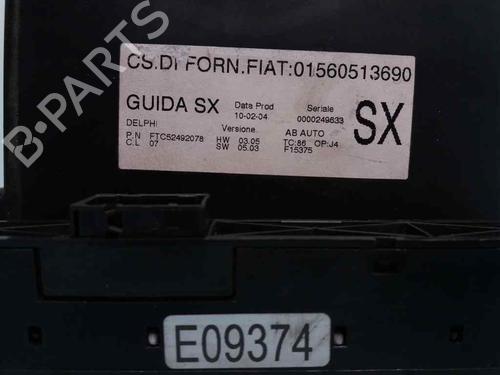 B-PARTS
CS.DI FORN.FIAT:01560513690
GUIDA SX
Data Prod
10-02-04
Seriale
0000249633
SX
DELPHI
Versione
AB AUTO
P.N FTC52492078 HW 03.05 TC:86 OP:J4
C.L 07 SW 05.03 F15375
E09374